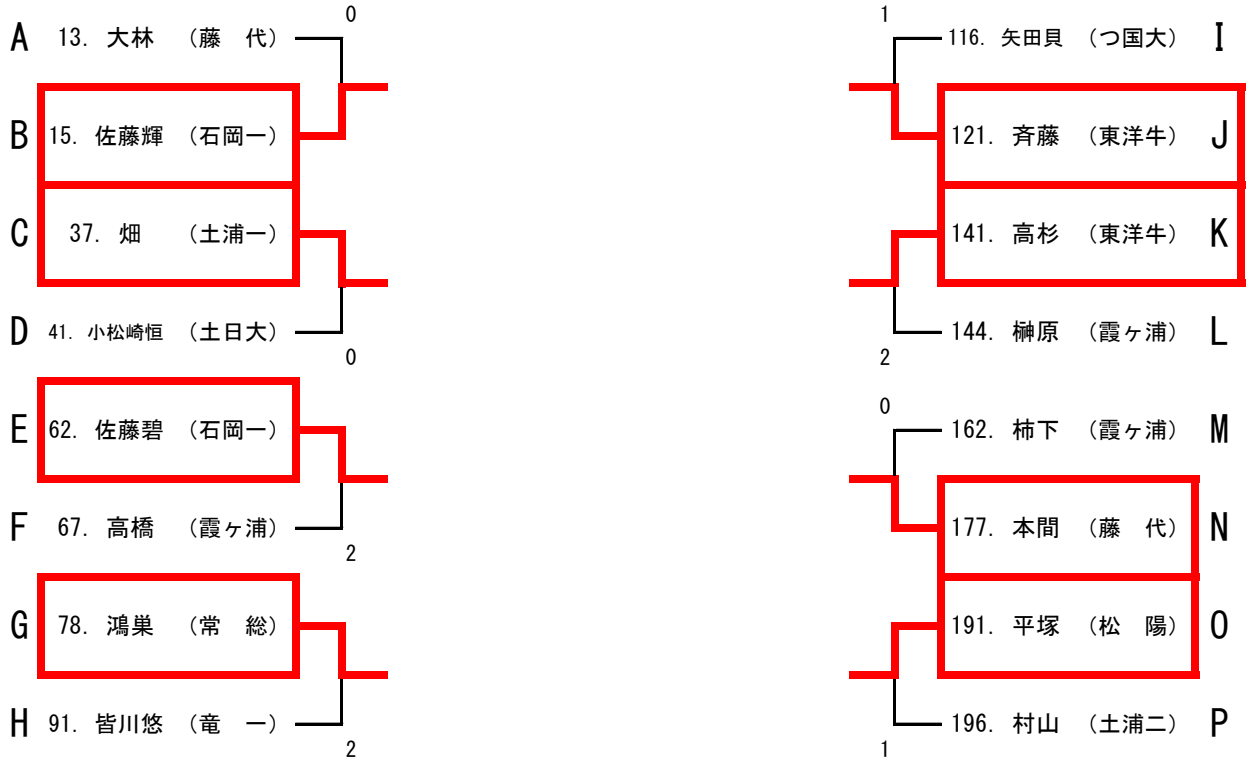 0
A 13. 大林 （藤　代）
B 15. 佐藤輝 （石岡一）
C 37. 畑 （土浦一）
D 41. 小松崎恒 （土日大）
0
E 62. 佐藤碧 （石岡一）
F 67. 高橋 （霞ヶ浦）
2
G 78. 鴻巣 （常　総）
H 91. 皆川悠 （竜　一）
2
1
116. 矢田貝 （つ国大） I
121. 斉藤 （東洋牛） J
141. 高杉 （東洋牛） K
144. 榊原 （霞ヶ浦） L
2
0
162. 柿下 （霞ヶ浦） M
177. 本間 （藤　代） N
191. 平塚 （松　陽） O
196. 村山 （土浦二） P
1